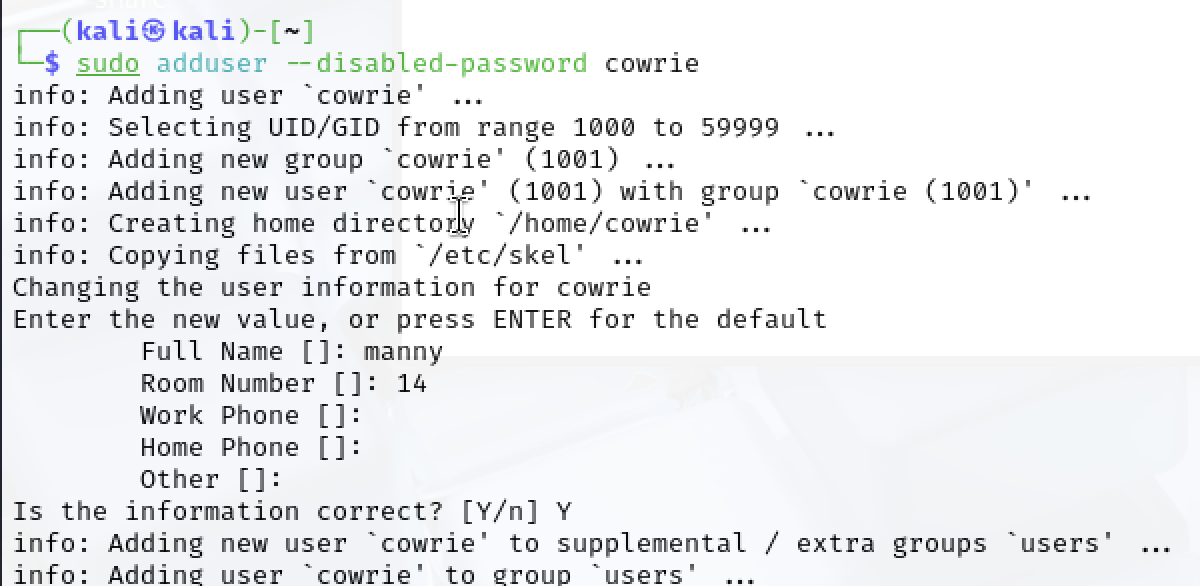 share
┌──(kali㉿kali)-[~]
└─$ sudo adduser --disabled-password cowrie
info: Adding user `cowrie' ...
info: Selecting UID/GID from range 1000 to 59999 ...
info: Adding new group `cowrie' (1001) ...
info: Adding new user `cowrie' (1001) with group `cowrie (1001)' ...
info: Creating home directory `/home/cowrie' ...
info: Copying files from `/etc/skel' ...
Changing the user information for cowrie
Enter the new value, or press ENTER for the default
        Full Name []: manny
        Room Number []: 14
        Work Phone []:
        Home Phone []:
        Other []:
Is the information correct? [Y/n] Y
info: Adding new user `cowrie' to supplemental / extra groups `users' ...
info: Adding user `cowrie' to group `users' ...